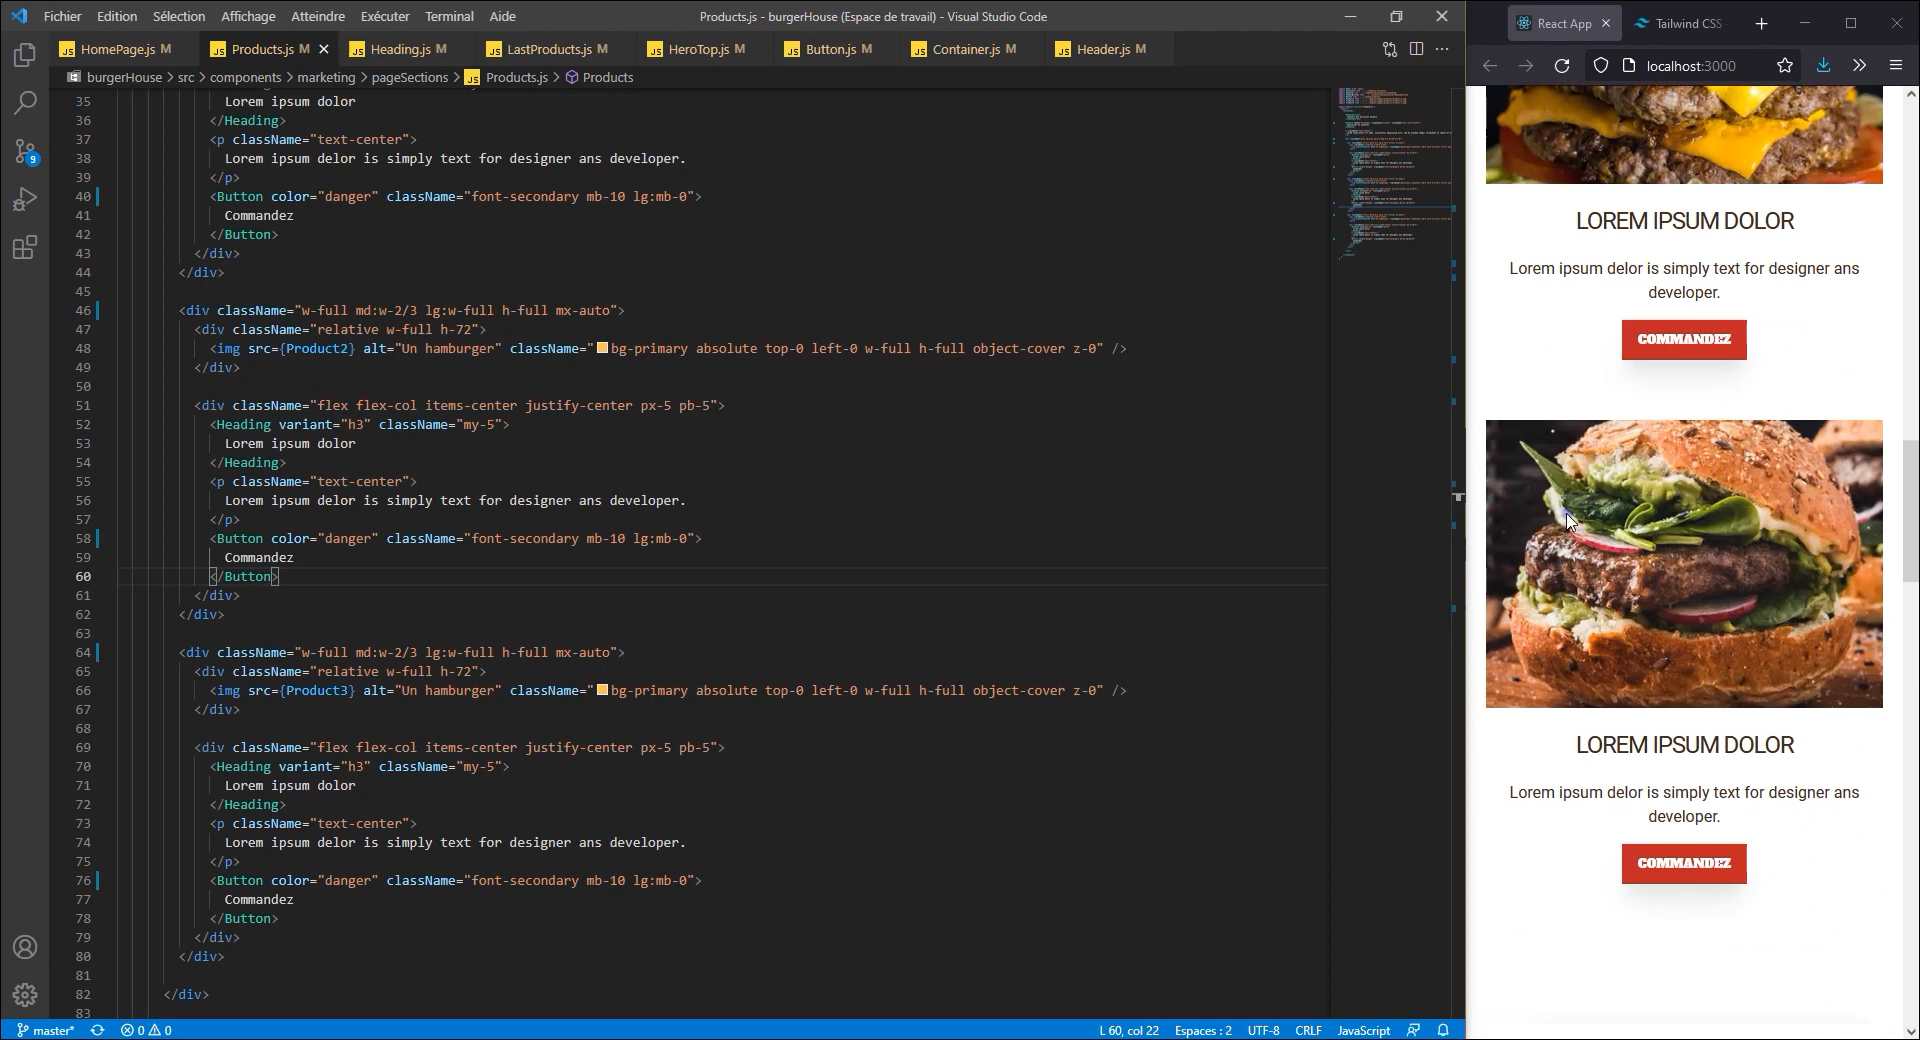 Fichier Edition Sélection Affichage Atteindre Exécuter Terminal Aide
Products.js - burgerHouse (Espace de travail) - Visual Studio Code
JS HomePage.js M
JS Products.js M
JS Heading.js M
JS LastProducts.js M
JS HeroTop.js M
JS Button.js M
JS Container.js M
JS Header.js M
burgerHouse > src > components > marketing > pageSections > JS Products.js > Products
35 Lorem ipsum dolor
36 </Heading>
37 <p className="text-center">
38 Lorem ipsum delor is simply text for designer ans developer.
39 </p>
40 <Button color="danger" className="font-secondary mb-10 lg:mb-0">
41 Commandez
42 </Button>
43 </div>
44 </div>
45
46 <div className="w-full md:w-2/3 lg:w-full h-full mx-auto">
47 <div className="relative w-full h-72">
48 <img src={Product2} alt="Un hamburger" className="bg-primary absolute top-0 left-0 w-full h-full object-cover z-0" />
49 </div>
50
51 <div className="flex flex-col items-center justify-center px-5 pb-5">
52 <Heading variant="h3" className="my-5">
53 Lorem ipsum dolor
54 </Heading>
55 <p className="text-center">
56 Lorem ipsum delor is simply text for designer ans developer.
57 </p>
58 <Button color="danger" className="font-secondary mb-10 lg:mb-0">
59 Commandez
60 </Button>
61 </div>
62 </div>
63
64 <div className="w-full md:w-2/3 lg:w-full h-full mx-auto">
65 <div className="relative w-full h-72">
66 <img src={Product3} alt="Un hamburger" className="bg-primary absolute top-0 left-0 w-full h-full object-cover z-0" />
67 </div>
68
69 <div className="flex flex-col items-center justify-center px-5 pb-5">
70 <Heading variant="h3" className="my-5">
71 Lorem ipsum dolor
72 </Heading>
73 <p className="text-center">
74 Lorem ipsum delor is simply text for designer ans developer.
75 </p>
76 <Button color="danger" className="font-secondary mb-10 lg:mb-0">
77 Commandez
78 </Button>
79 </div>
80 </div>
81
82 </div>
83
9
master* 0 0
L 60, col 22 Espaces : 2 UTF-8 CRLF JavaScript
React App
Tailwind CSS
localhost:3000
LOREM IPSUM DOLOR
Lorem ipsum delor is simply text for designer ans
developer.
COMMANDEZ
LOREM IPSUM DOLOR
Lorem ipsum delor is simply text for designer ans
developer.
COMMANDEZ